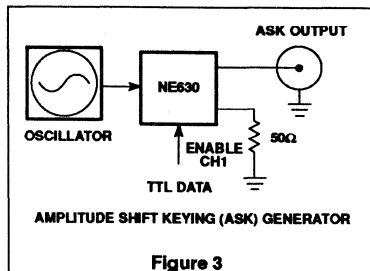 ASK OUTPUT
NE630
OSCILLATOR
ENABLE
CH1
50Ω
TTL DATA
AMPLITUDE SHIFT KEYING (ASK) GENERATOR
Figure 3